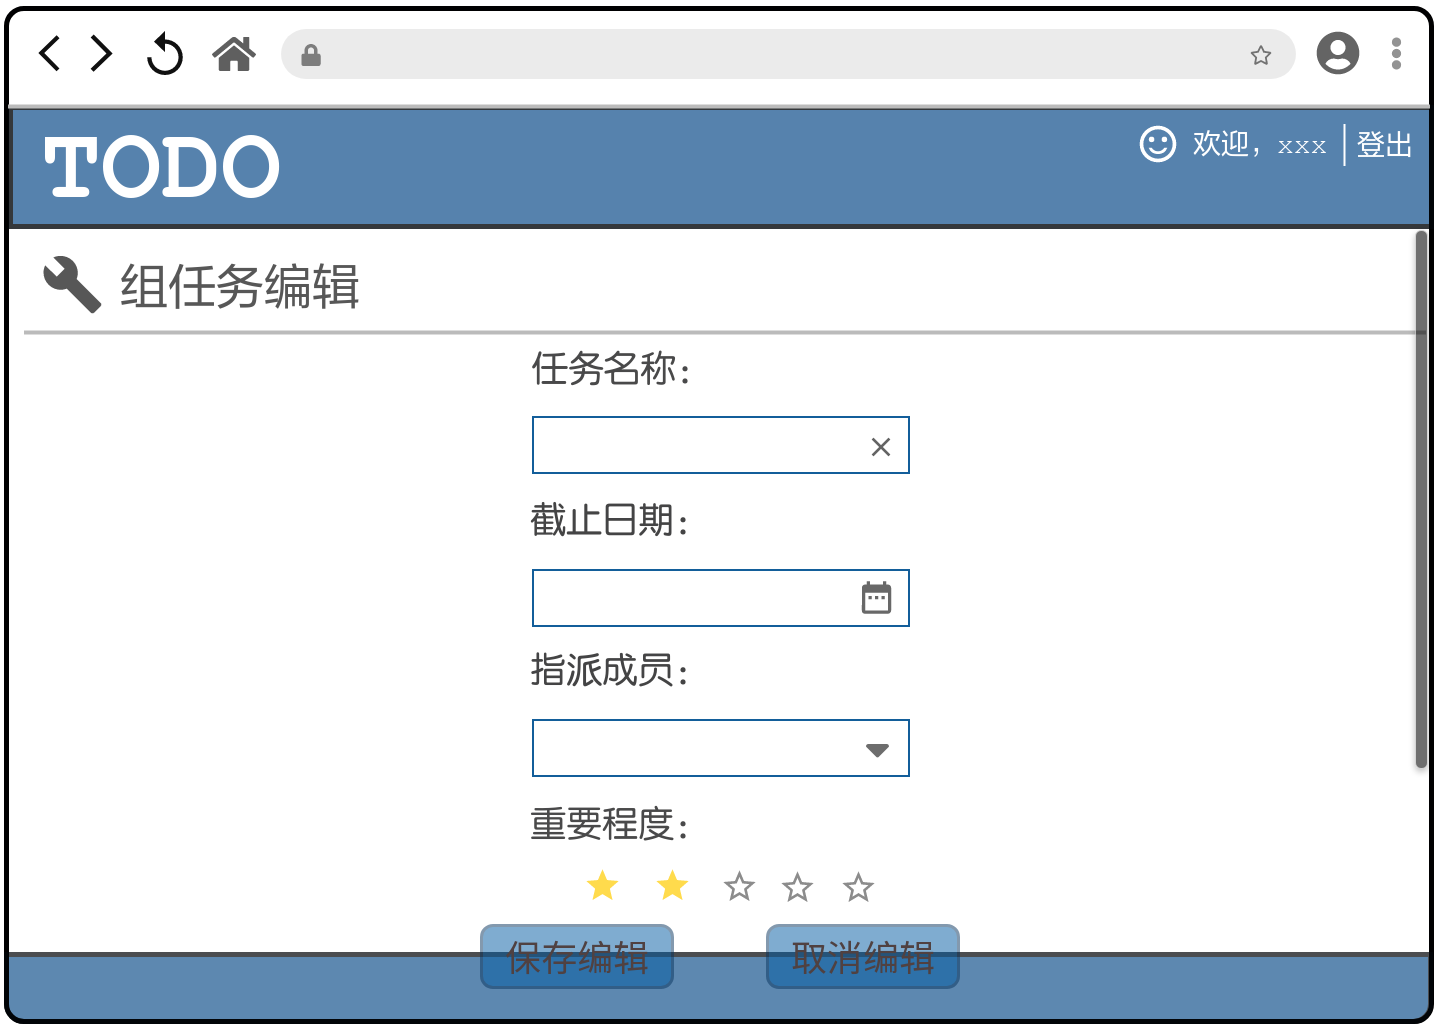 TODO
欢迎，xxx
登出
组任务编辑
任务名称:
截止日期:
指派成员:
重要程度:
保存编辑
取消编辑